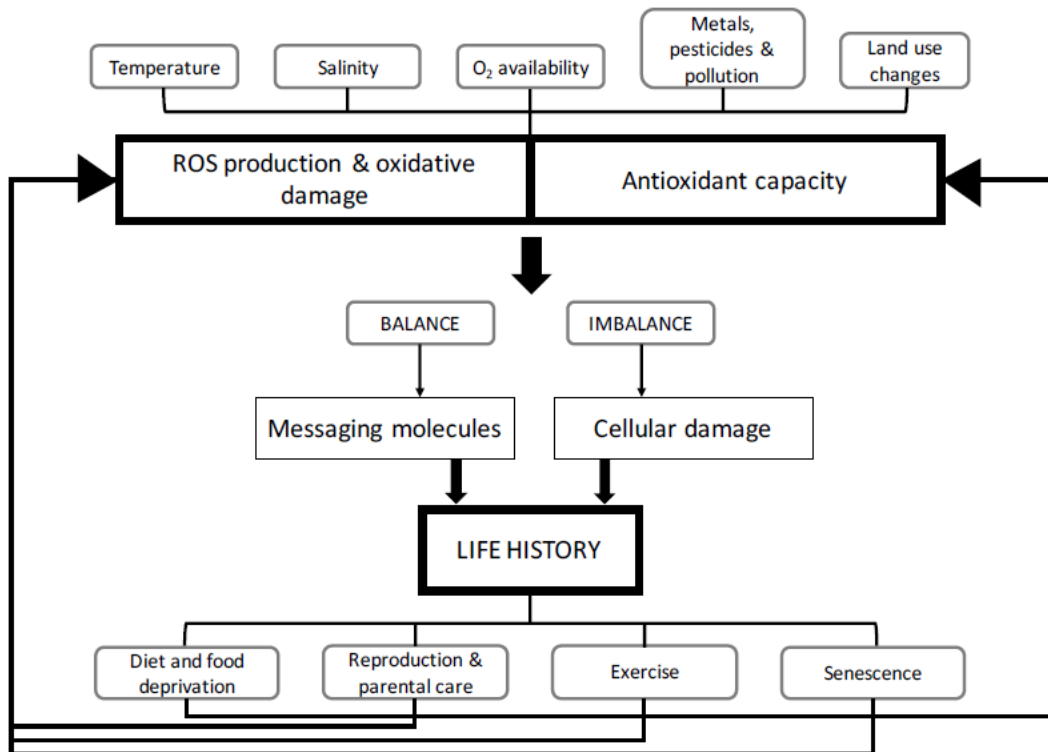 Temperature
Salinity
O₂ availability
Metals,
pesticides &
pollution
Land use
changes
ROS production & oxidative
damage
Antioxidant capacity
BALANCE
IMBALANCE
Messaging molecules
Cellular damage
LIFE HISTORY
Diet and food
deprivation
Reproduction &
parental care
Exercise
Senescence